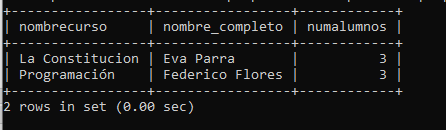 +-----------------+-----------------+------------+
| nombrecurso | nombre_completo | numalumnos |
+-----------------+-----------------+------------+
| La Constitucion | Eva Parra | 3 |
| Programación | Federico Flores | 3 |
+-----------------+-----------------+------------+
2 rows in set (0.00 sec)